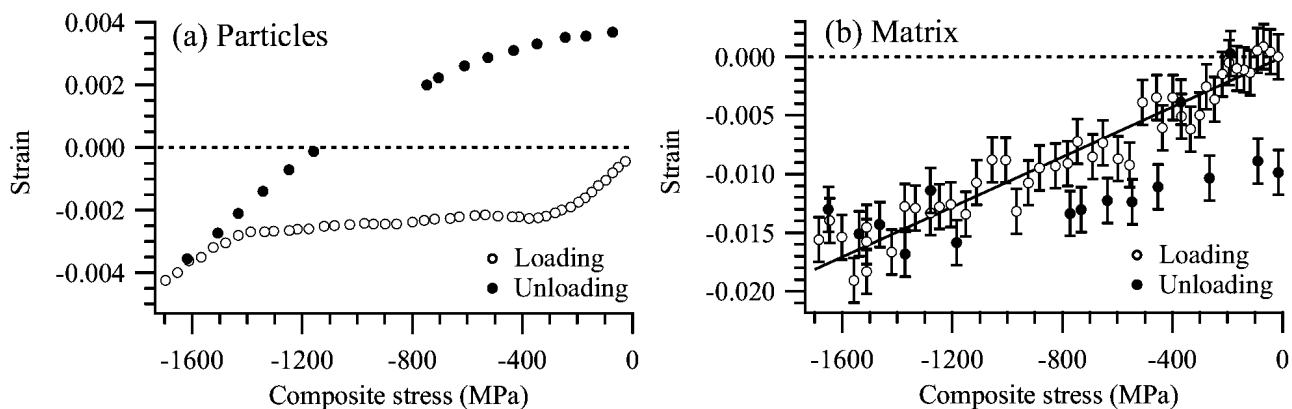 (a) Particles
0.004
0.002
0.000
-0.002
-0.004
Strain
Loading
Unloading
-1600
-1200
-800
-400
0
Composite stress (MPa)
(b) Matrix
0.000
-0.005
-0.010
-0.015
-0.020
Strain
Loading
Unloading
-1600
-1200
-800
-400
0
Composite stress (MPa)